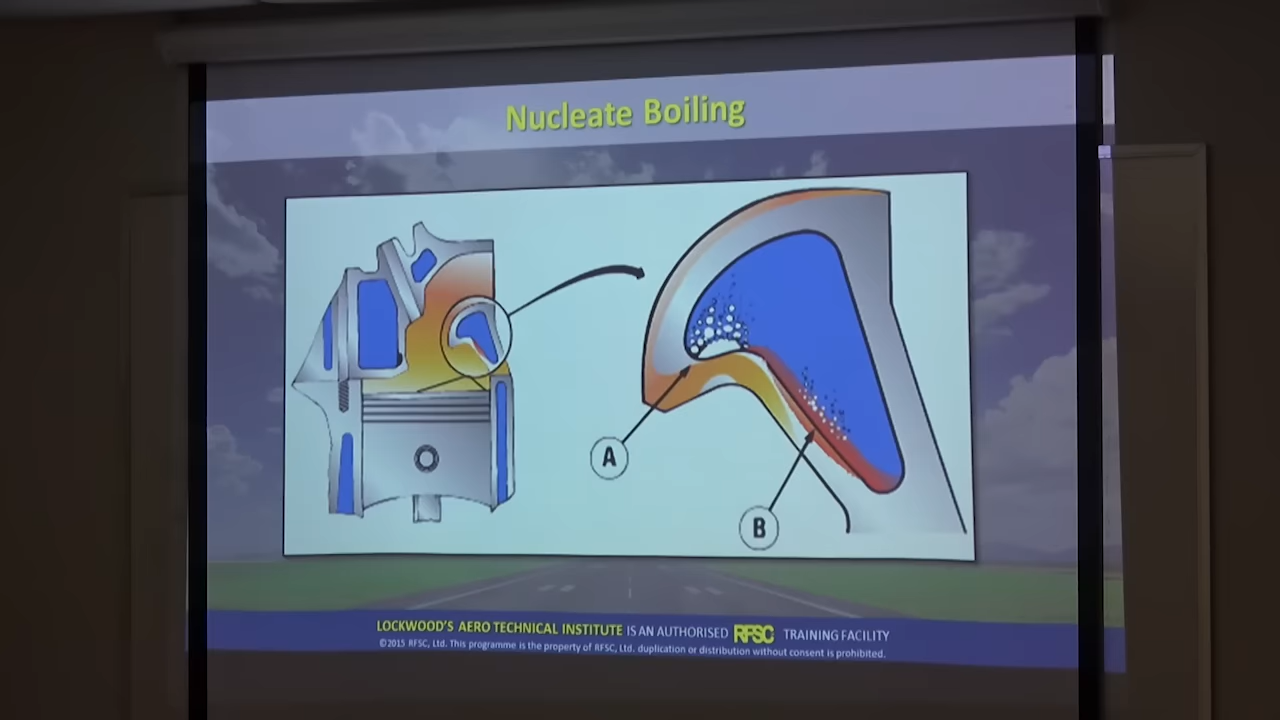 Nucleate Boiling
A
B
LOCKWOOD'S AERO TECHNICAL INSTITUTE IS AN AUTHORISED RFSC TRAINING FACILITY
©2015 RFSC, Ltd. This programme is the property of RFSC, Ltd. duplication or distribution without consent is prohibited.